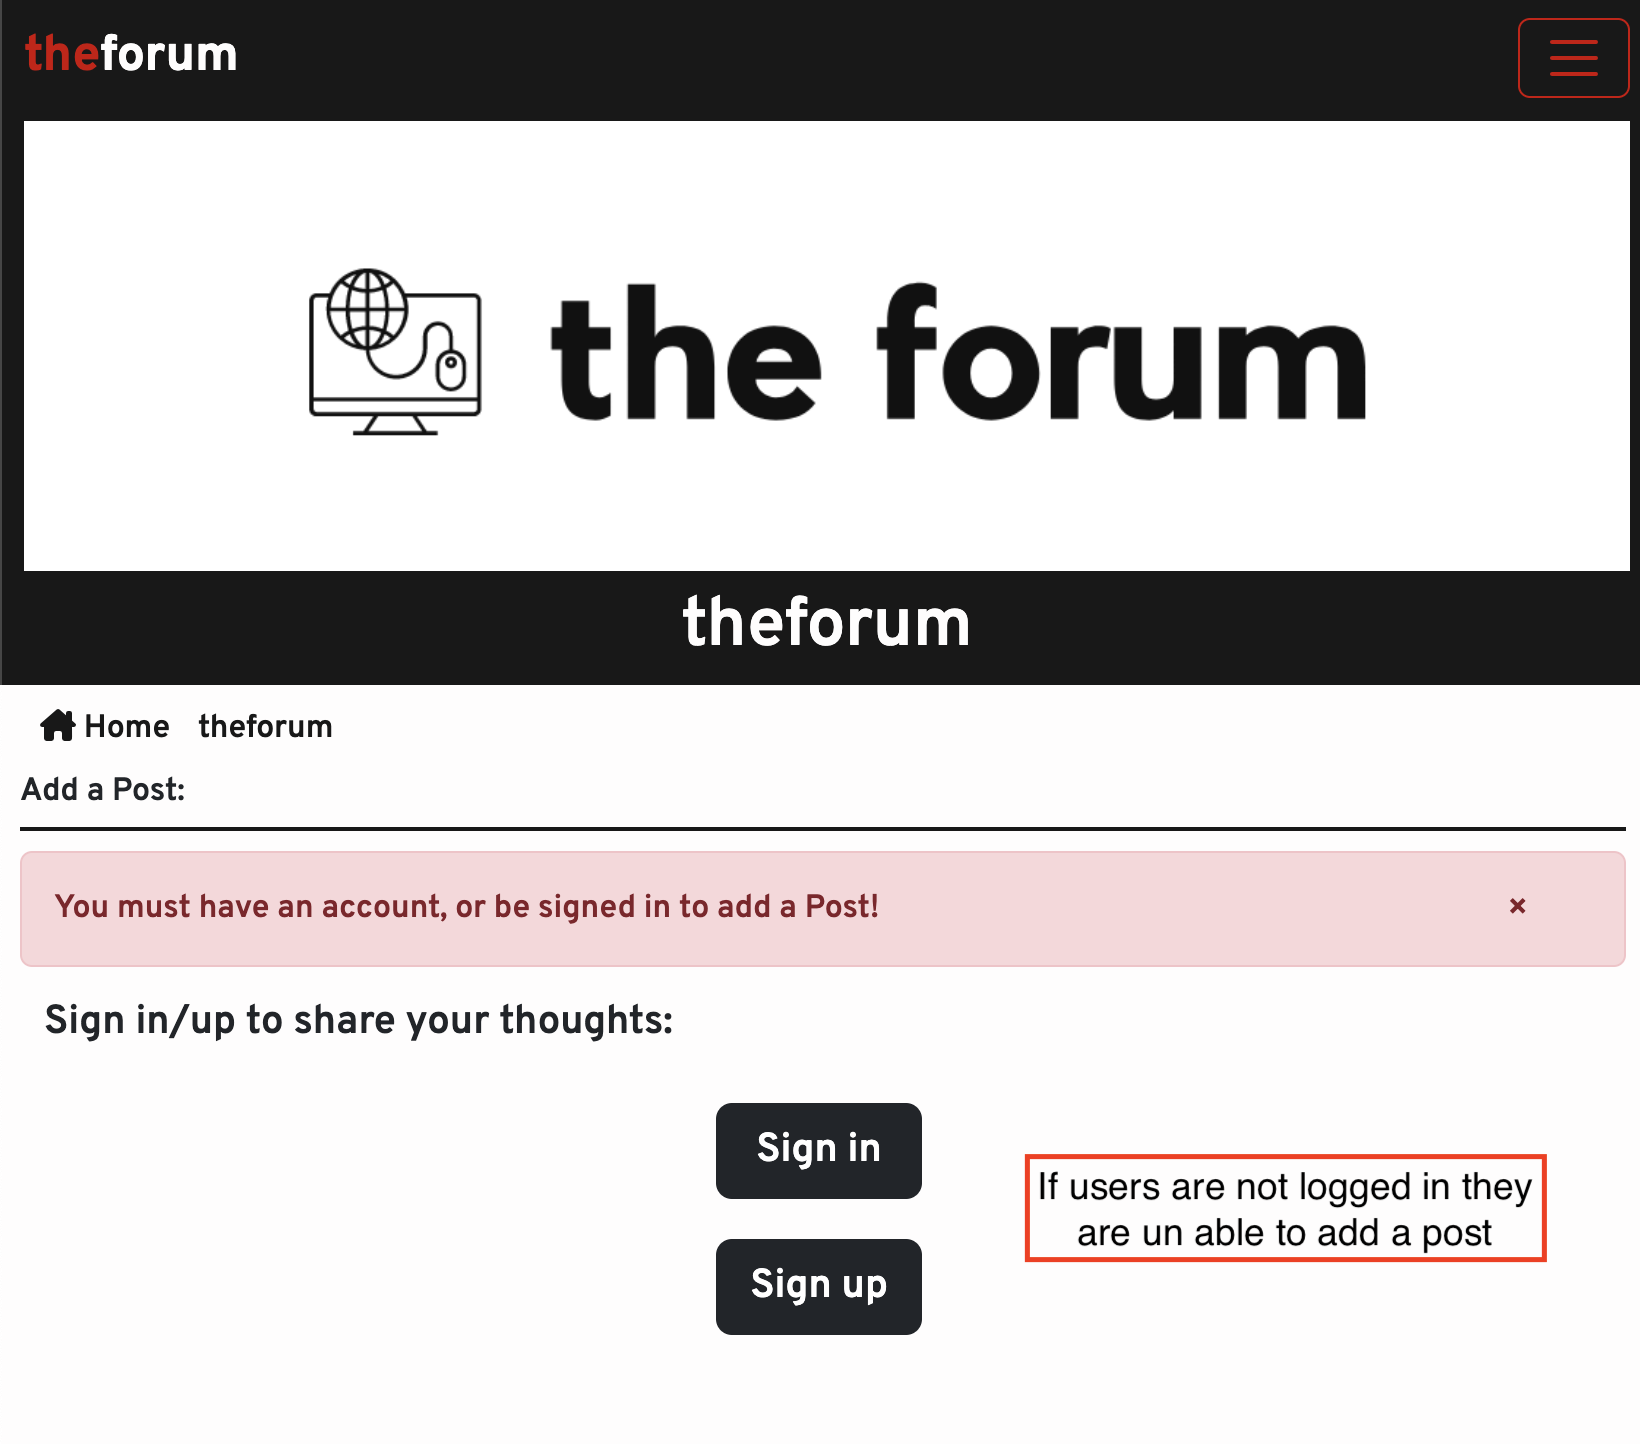 theforum
the forum
theforum
Home theforum
Add a Post:
You must have an account, or be signed in to add a Post! ×
Sign in/up to share your thoughts:
Sign in
If users are not logged in they
are un able to add a post
Sign up